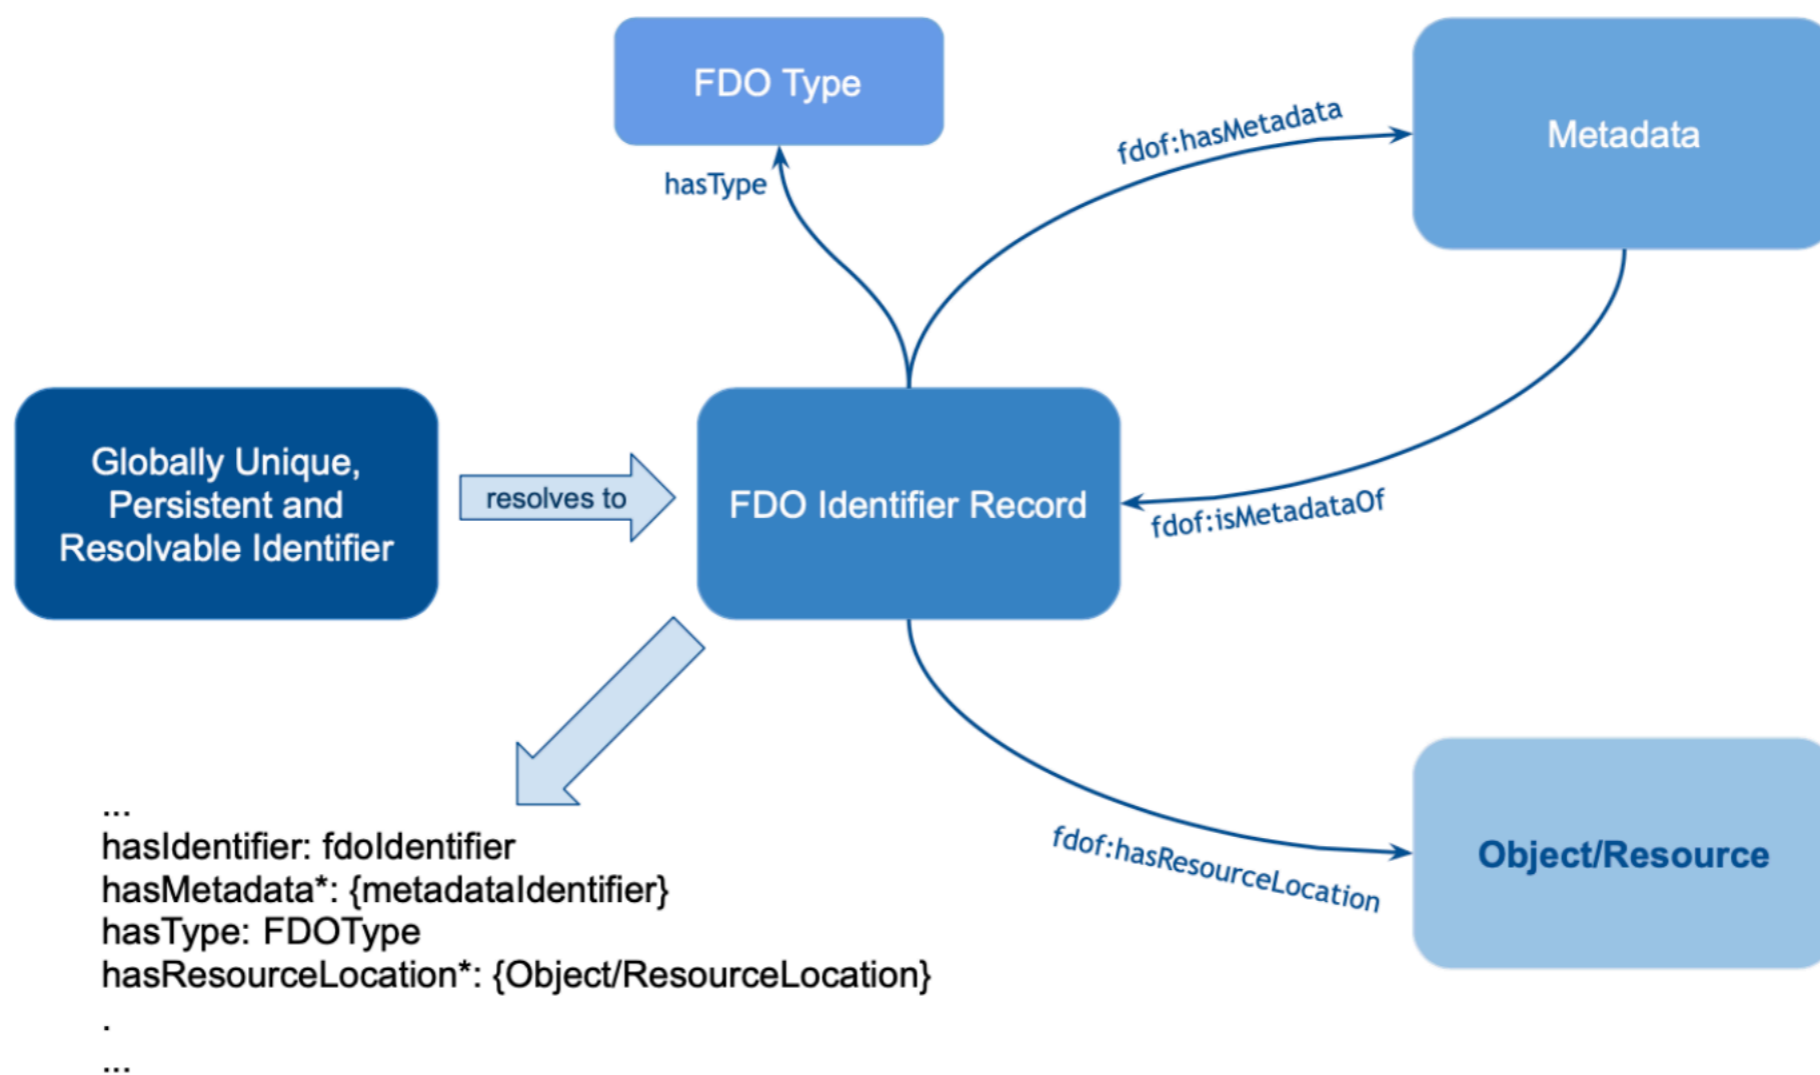 FDO Type
fdof:hasMetadata
Metadata
hasType
Globally Unique,
Persistent and
Resolvable Identifier
resolves to
FDO Identifier Record
fdof:isMetadataOf
...
hasIdentifier: fdoIdentifier
hasMetadata*: {metadataIdentifier}
hasType: FDOType
hasResourceLocation*: {Object/ResourceLocation}
.
...
fdof:hasResourceLocation
Object/Resource